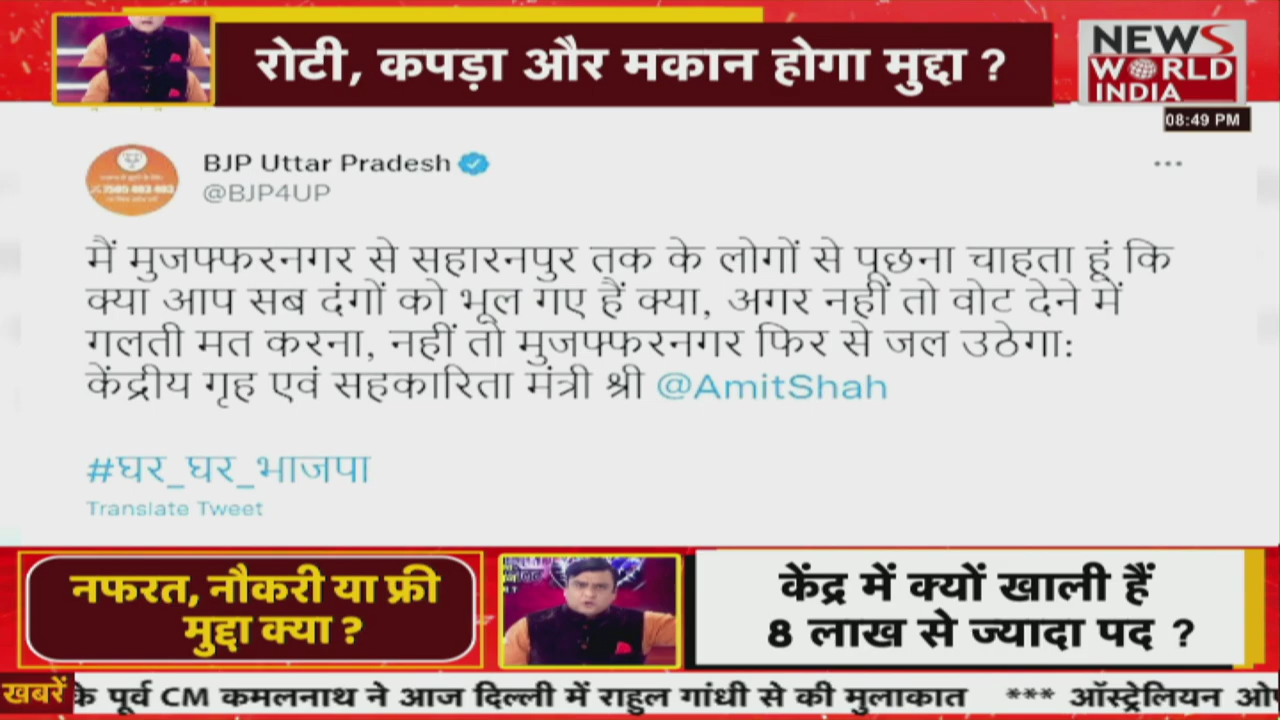 रोटी, कपड़ा और मकान होगा मुद्दा ?
NEWS
WORLD
INDIA
08:49 PM
BJP Uttar Pradesh
@BJP4UP
मैं मुजफ्फरनगर से सहारनपुर तक के लोगों से पूछना चाहता हूं कि
क्या आप सब दंगों को भूल गए हैं क्या, अगर नहीं तो वोट देने में
गलती मत करना, नहीं तो मुजफ्फरनगर फिर से जल उठेगा:
केंद्रीय गृह एवं सहकारिता मंत्री श्री @AmitShah
#घर_घर_भाजपा
Translate Tweet
नफरत, नौकरी या फ्री
मुद्दा क्या ?
केंद्र में क्यों खाली हैं
8 लाख से ज्यादा पद ?
खबरें के पूर्व CM कमलनाथ ने आज दिल्ली में राहुल गांधी से की मुलाकात *** ऑस्ट्रेलियन